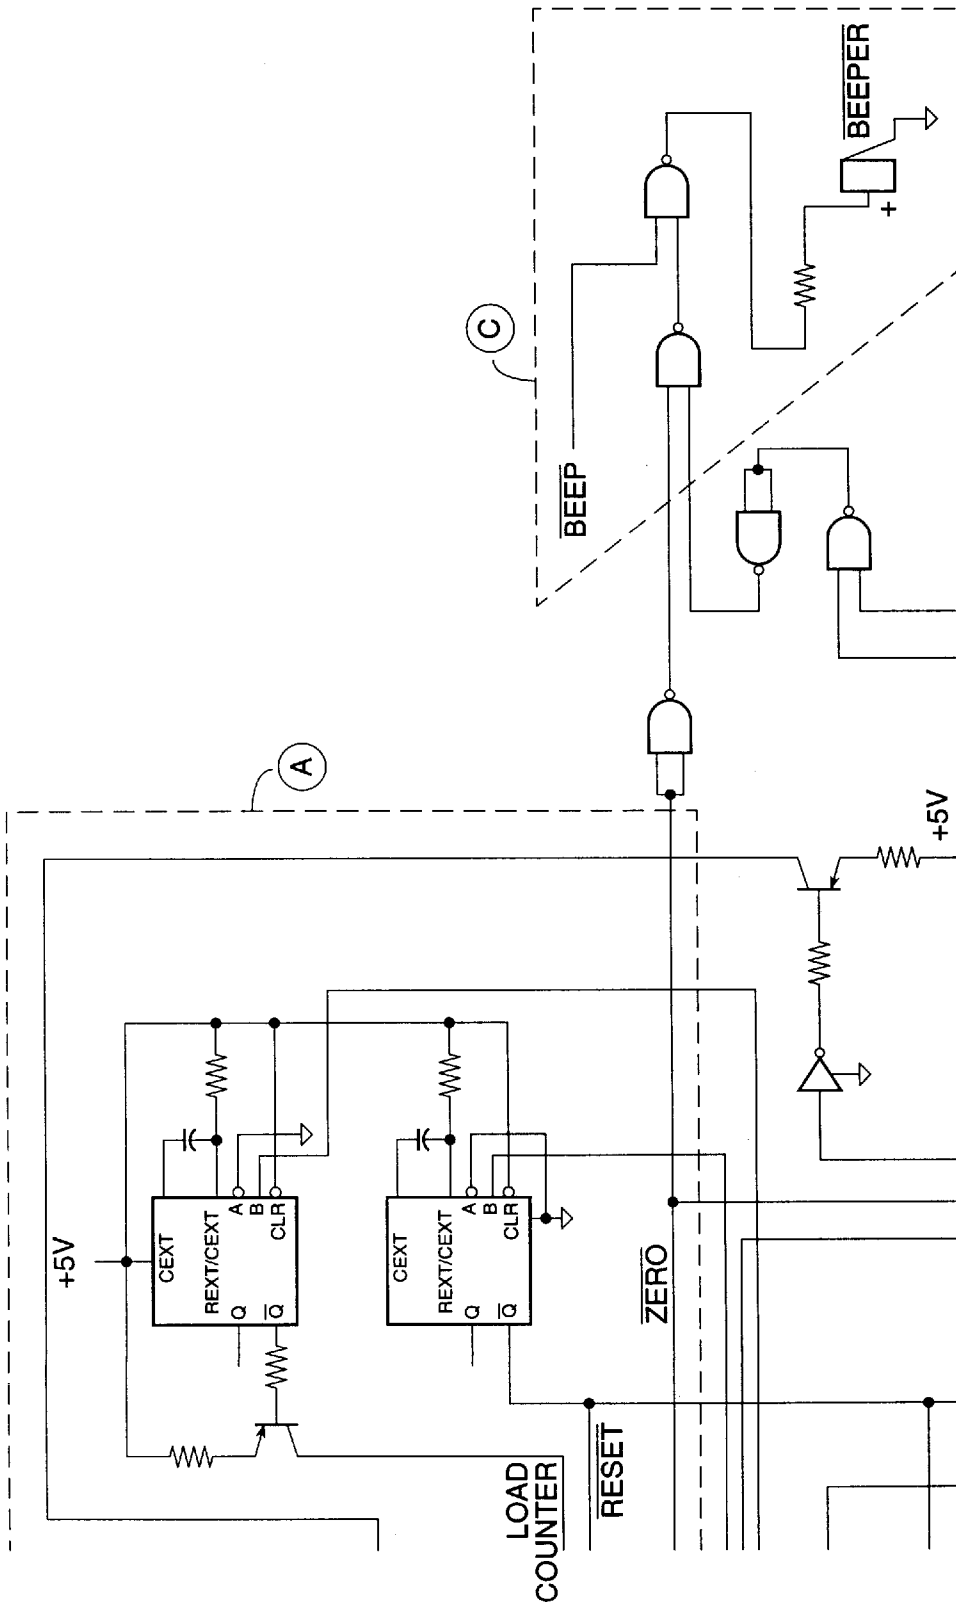 C
BEEPER
+
BEEP
A
+5V
+5V
CEXT
REXT/CEXT
A
B
CLR
Q
Q
CEXT
REXT/CEXT
A
B
CLR
Q
Q
ZERO
LOAD
COUNTER
RESET